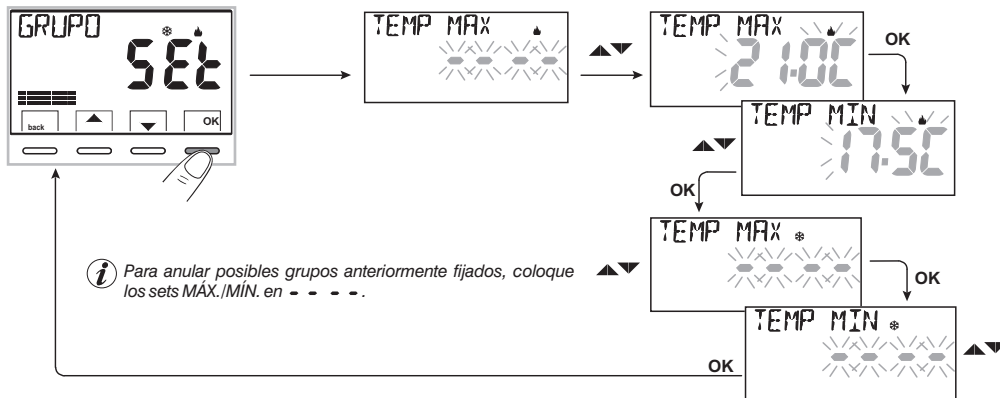 GRUPO
SEt
back
OK
TEMP MAX
- - - -
TEMP MAX
21.0C
OK
TEMP MIN
17.5C
OK
TEMP MAX
- - - -
OK
TEMP MIN
- - - -
OK
i Para anular posibles grupos anteriormente fijados, coloque
los sets MÁX./MÍN. en - - - -.